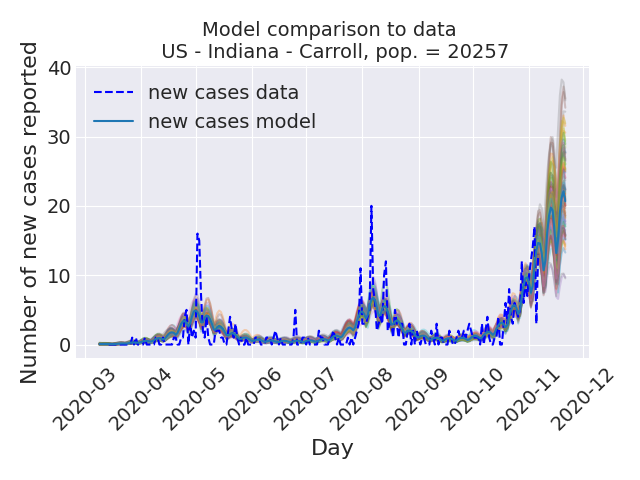 Model comparison to data
US - Indiana - Carroll, pop. = 20257
Number of new cases reported
40
30
20
10
0
new cases data
new cases model
2020-03
2020-04
2020-05
2020-06
2020-07
2020-08
2020-09
2020-10
2020-11
2020-12
Day